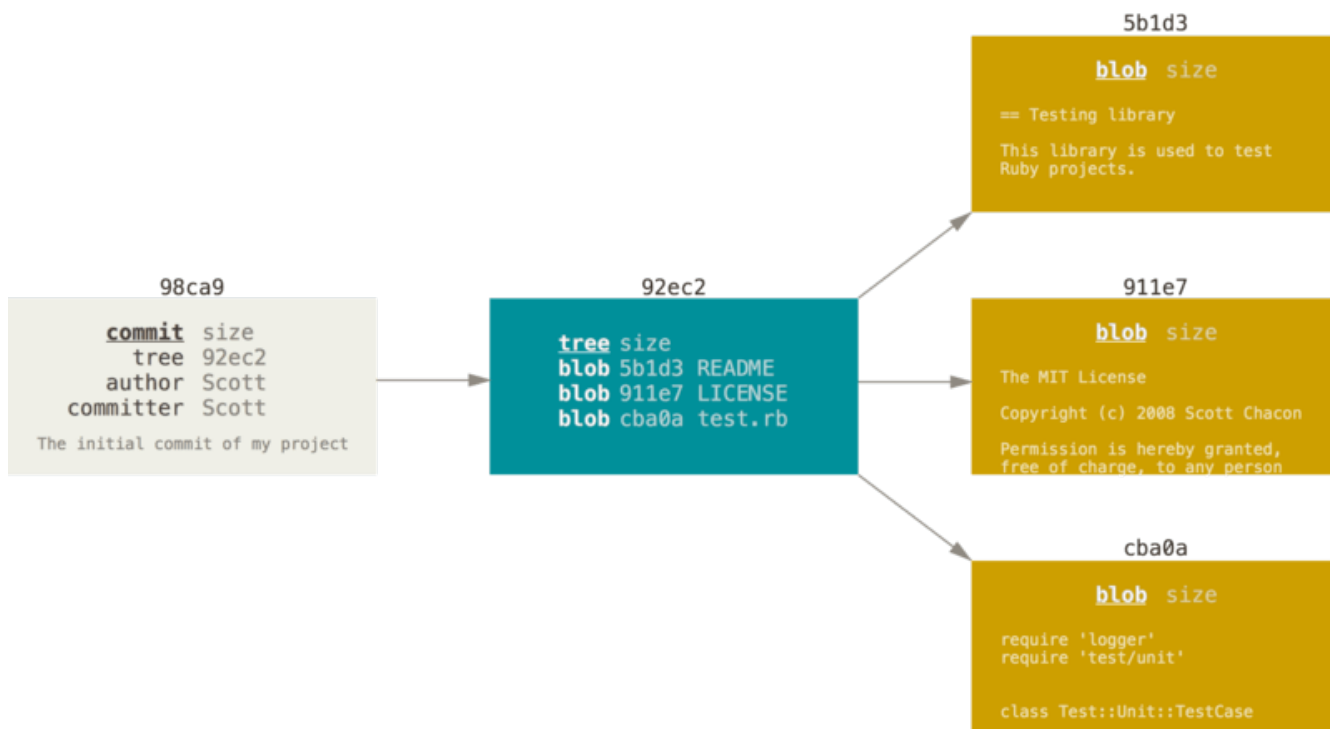 98ca9
commit size
tree 92ec2
author Scott
committer Scott
The initial commit of my project
92ec2
tree size
blob 5b1d3 README
blob 911e7 LICENSE
blob cba0a test.rb
5b1d3
blob size
== Testing library
This library is used to test
Ruby projects.
911e7
blob size
The MIT License
Copyright (c) 2008 Scott Chacon
Permission is hereby granted,
free of charge, to any person
cba0a
blob size
require 'logger'
require 'test/unit'
class Test::Unit::TestCase